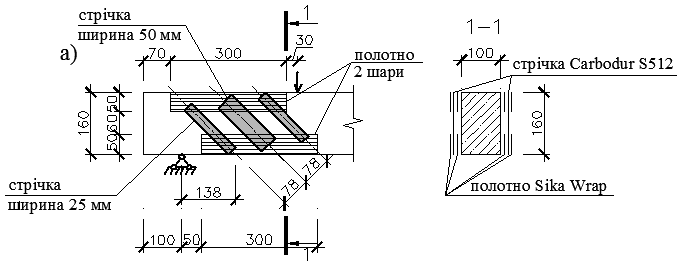 стрічка
ширина 50 мм
1
1-1
30
70
300
100
а)
полотно
2 шари
стрічка Carbodur S512
160
50
60
50
160
78
78
стрічка
ширина 25 мм
138
полотно Sika Wrap
100
50
300
1